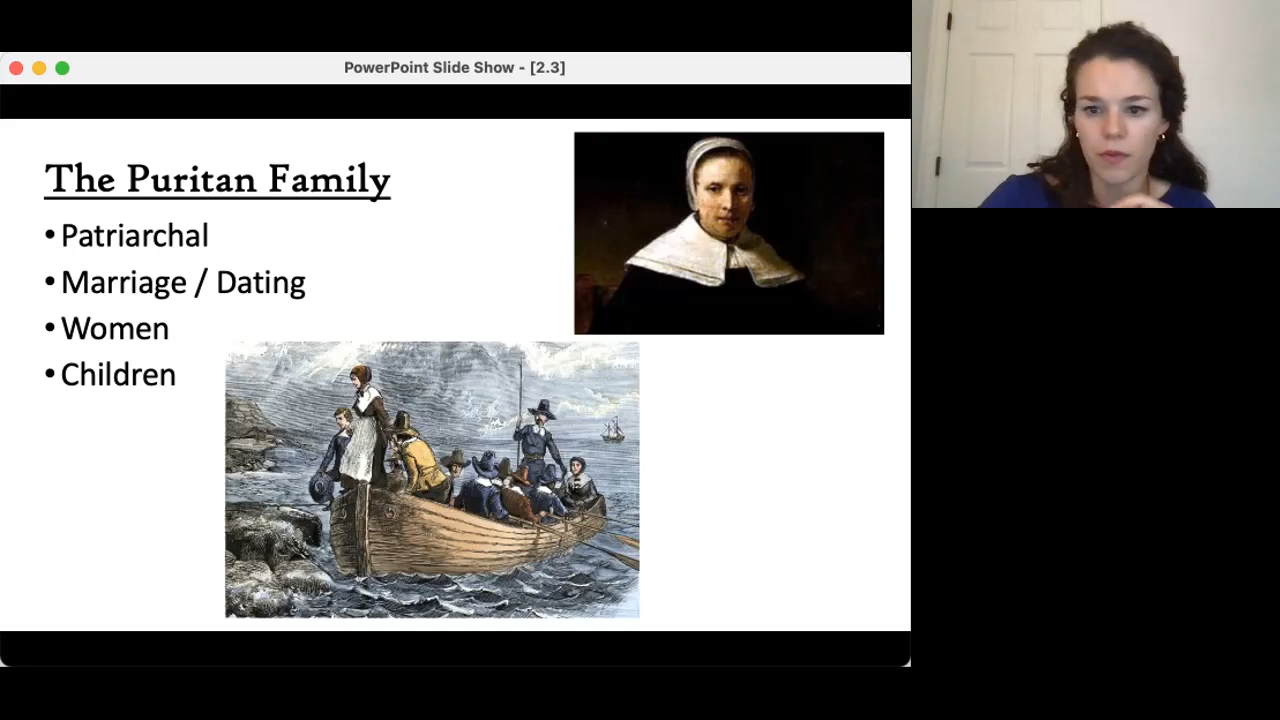 PowerPoint Slide Show - [2.3]
The Puritan Family
• Patriarchal
• Marriage / Dating
• Women
• Children